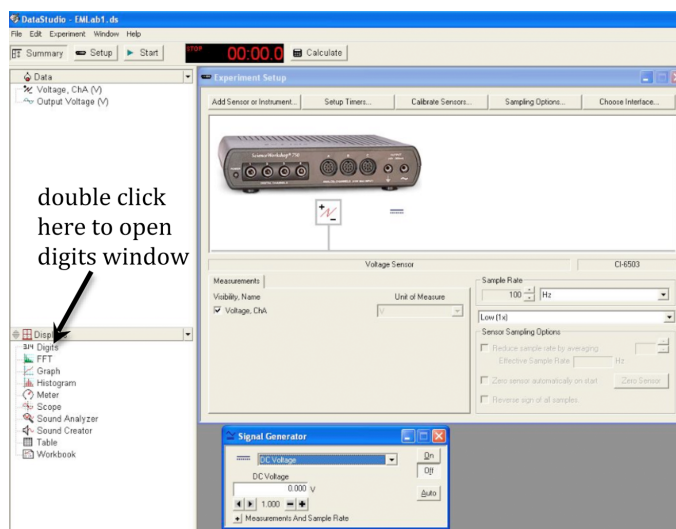 DataStudio - EMLab1.ds
File Edit Experiment Window Help
Summary Setup Start STOP 00:00.0 Calculate
Data
Voltage, ChA (V)
Output Voltage (V)
double click
here to open
digits window
Displays
3.14 Digits
FFT
Graph
Histogram
Meter
Scope
Sound Analyzer
Sound Creator
Table
Workbook
Experiment Setup
Add Sensor or Instrument... Setup Timers... Calibrate Sensors... Sampling Options... Choose Interface...
ScienceWorkshop 750
Voltage Sensor CI-6503
Measurements
Visibility, Name Unit of Measure
Voltage, ChA V
Sample Rate
100 Hz
Low (1x)
Sensor Sampling Options
Reduce sample rate by averaging
Effective Sample Rate: Hz
Zero sensor automatically on start Zero Sensor
Reverse sign of all samples
Signal Generator
DC Voltage On
Off
DC Voltage
0.000 V
Auto
1.000
Measurements And Sample Rate